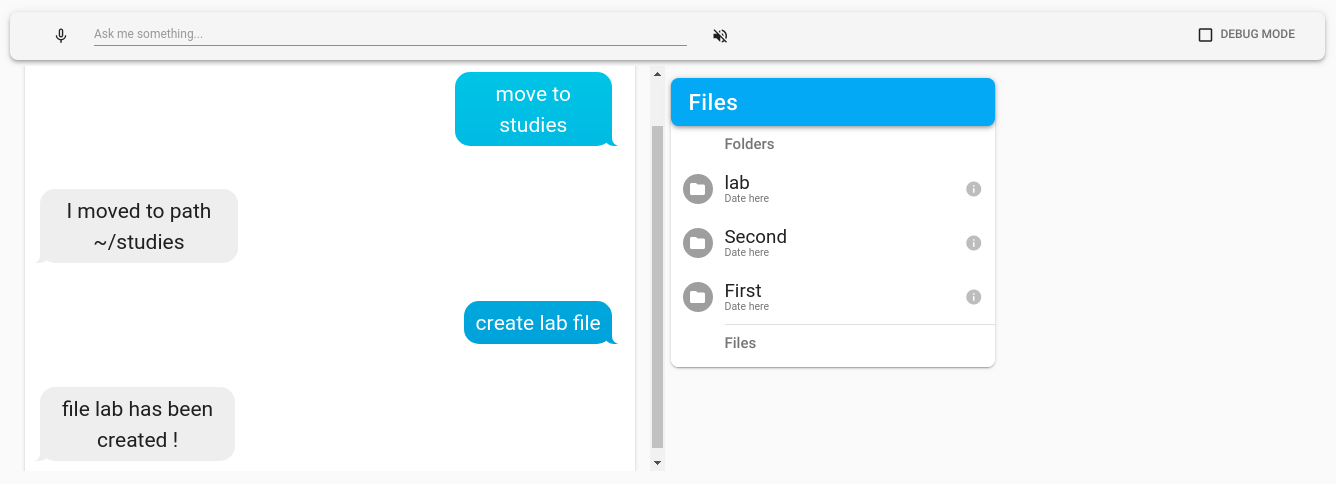 Ask me something...
DEBUG MODE
move to
studies
I moved to path
~/studies
create lab file
file lab has been
created !
Files
Folders
lab
Date here
Second
Date here
First
Date here
Files